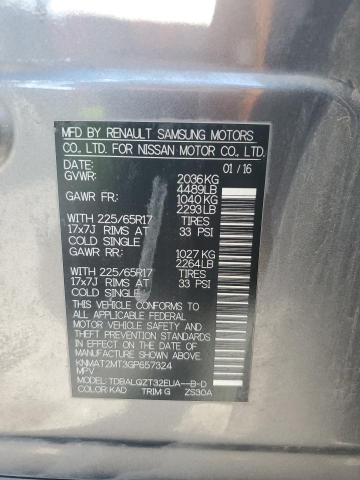 MFD BY RENAULT SAMSUNG MOTORS
CO., LTD. FOR NISSAN MOTOR CO., LTD.
DATE: 01/16
GVWR: 2036KG
4489LB
GAWR FR: 1040 KG
2293LB
WITH 225/65R17 TIRES
17x7J RIMS AT 33 PSI
COLD SINGLE
GAWR RR: 1027 KG
2264LB
WITH 225/65R17 TIRES
17x7J RIMS AT 33 PSI
COLD SINGLE
THIS VEHICLE CONFORMS TO
ALL APPLICABLE FEDERAL
MOTOR VEHICLE SAFETY AND
THEFT PREVENTION STANDARDS
IN EFFECT ON THE DATE OF
MANUFACTURE SHOWN ABOVE.
KNMAT2MT3GP657324
MPV
MODEL:TDBALGZT32EUA--B-D
COLOR:KAD TRIM:G ZS30A